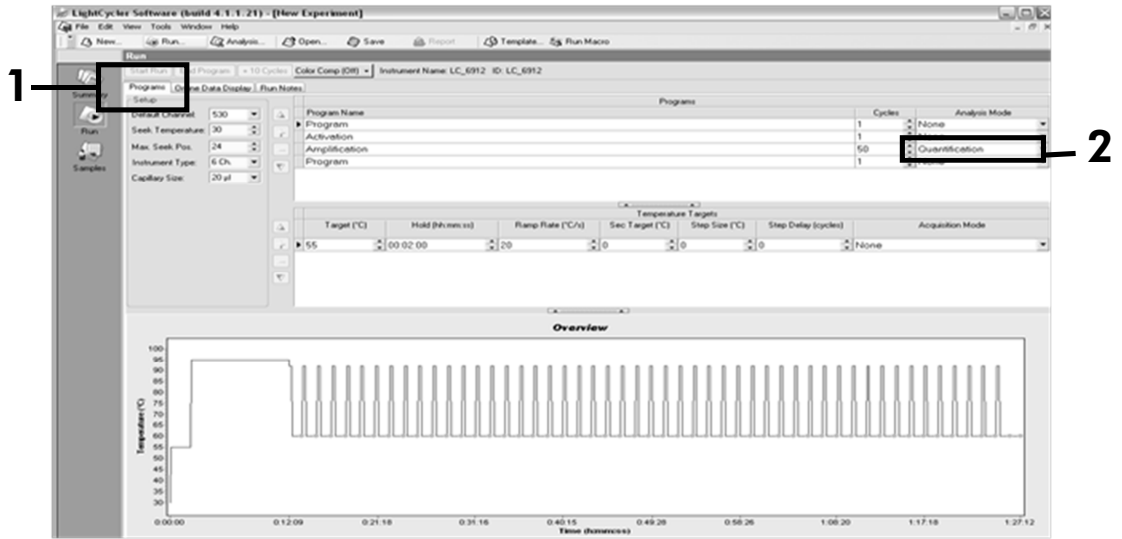 LightCycler Software (build 4.1.1.21) - [New Experiment]
File Edit View Tools Window Help
New... Run... Analysis... Open... Save Report Template... Run Macro
Run
1
Start Run End Program +10 Cycles Color Comp (Off) Instrument Name: LC_6912 ID: LC_6912
Programs Online Data Display Run Notes
Summary
Run
Samples
Setup
Default Channel: 530
Seek Temperature: 30
Max. Seek Pos. 24
Instrument Type: 6 Ch.
Capillary Size: 20 µl
Programs
Program Name Cycles Analysis Mode
Program 1 None
Activation 1 None
Amplification 50 Quantification
Program 1 None
2
Temperature Targets
Target (°C) Hold (hh:mm:ss) Ramp Rate (°C/s) Sec Target (°C) Step Size (°C) Step Delay (cycles) Acquisition Mode
55 00:02:00 20 0 0 0 None
Overview
Temperature (°C)
100
95
90
85
80
75
70
65
60
55
50
45
40
35
30
0:00:00 0:12:09 0:21:18 0:31:16 0:40:15 0:49:28 0:58:26 1:08:20 1:17:18 1:27:12
Time (h:mm:ss)